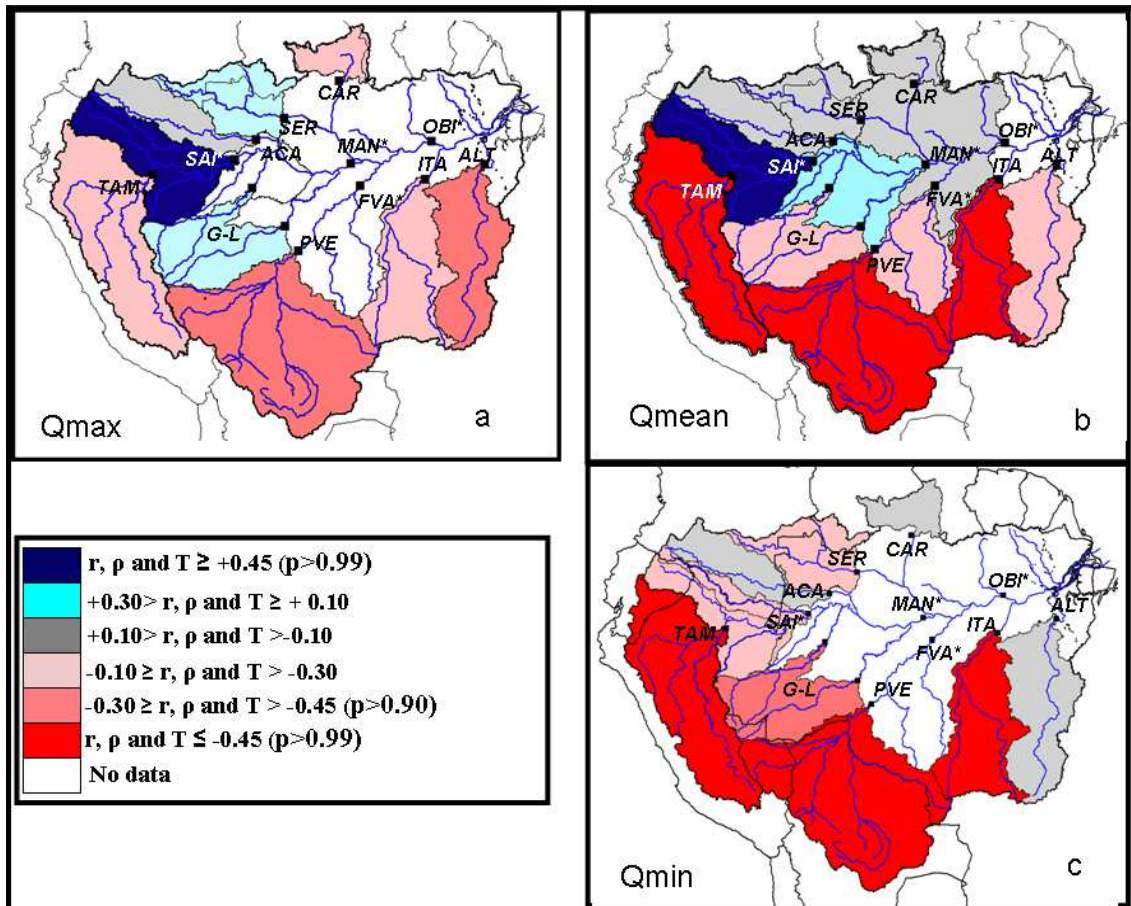 CAR
SER
ACA
MAN*
OBI*
ALT
ITA
SAI*
TAM
FVA*
G-L
PVE
Qmax
a
CAR
SER
ACA
MAN*
OBI*
ALT
ITA
SAI*
TAM
FVA*
G-L
PVE
Qmean
b
r, ρ and T ≥ +0.45 (p>0.99)
+0.30> r, ρ and T ≥ + 0.10
+0.10> r, ρ and T >-0.10
-0.10 ≥ r, ρ and T > -0.30
-0.30 ≥ r, ρ and T > -0.45 (p>0.90)
r, ρ and T ≤ -0.45 (p>0.99)
No data
CAR
SER
ACA
MAN*
OBI*
ALT
ITA
SAI*
TAM
FVA*
G-L
PVE
Qmin
c